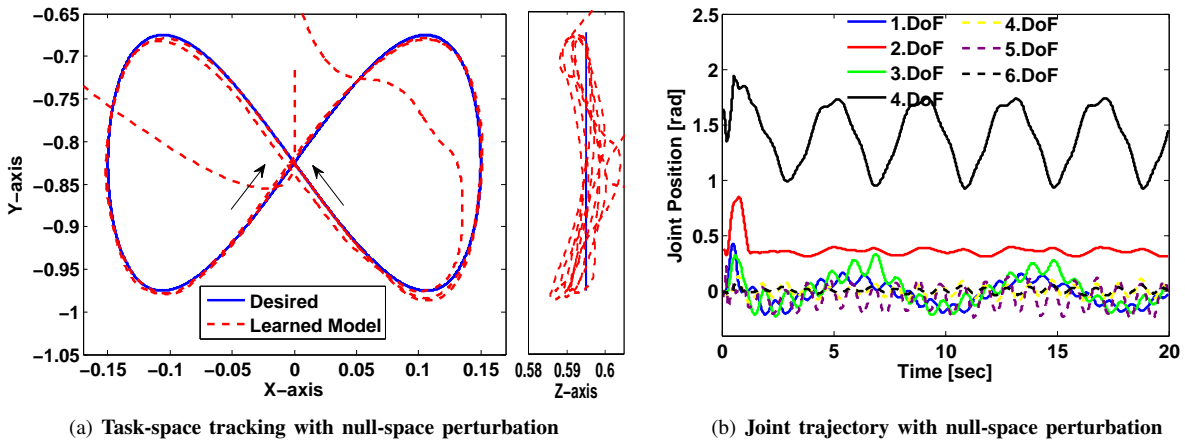 −0.65
−0.7
−0.75
−0.8
−0.85
−0.9
−0.95
−1
−1.05
Y−axis
−0.15 −0.1 −0.05 0 0.05 0.1 0.15
X−axis
Desired
Learned Model
0.58 0.59 0.6
Z−axis
(a) Task-space tracking with null-space perturbation
1.DoF
2.DoF
3.DoF
4.DoF
4.DoF
5.DoF
6.DoF
2
1.5
1
0.5
0
Joint Position [rad]
0 5 10 15 20
Time [sec]
(b) Joint trajectory with null-space perturbation